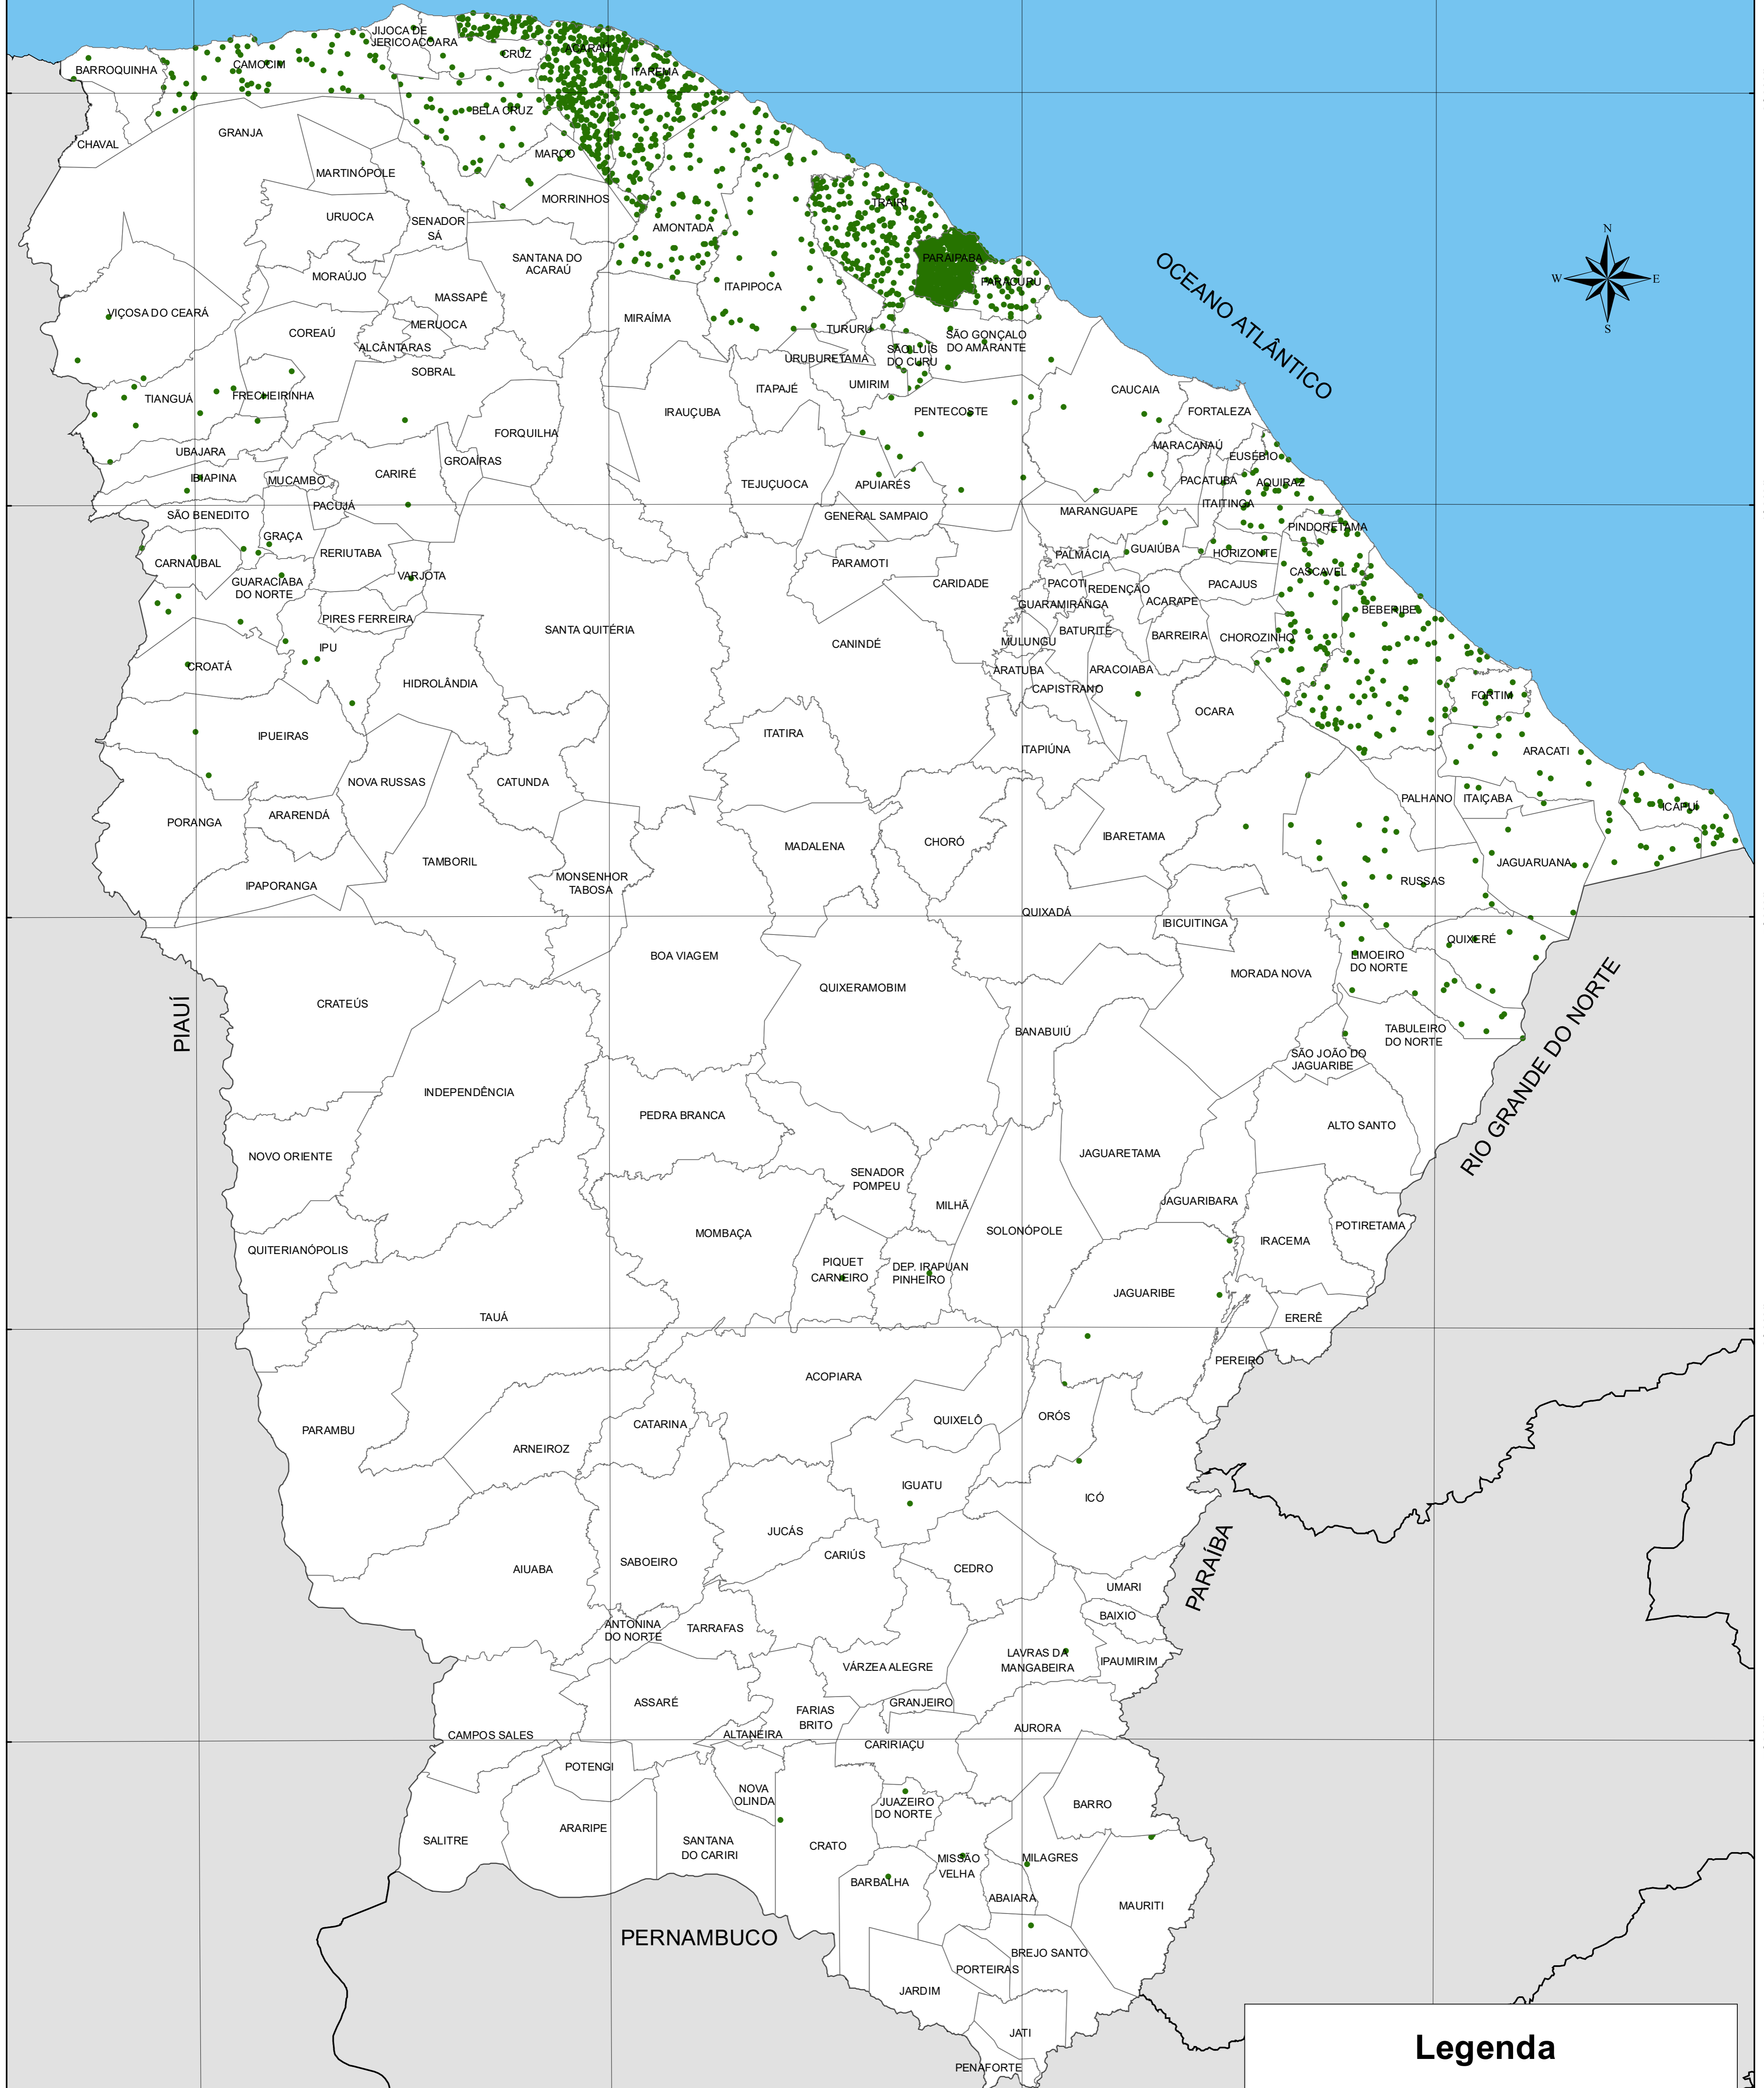 JIJOCA DE
JERICOACOARA
CRUZ
ACARAÚ
BARROQUINHA
CAMOCIM
ITAREMA
BELA CRUZ
GRANJA
CHAVAL
MARCO
MARTINÓPOLE
MORRINHOS
TRAIRI
URUOCA
SENADOR
SÁ
AMONTADA
N
W
E
S
SANTANA DO
ACARAÚ
PARAIPABA
OCEANO ATLÂNTICO
MORAÚJO
ITAPIPOCA
PARACURU
MASSAPÊ
VIÇOSA DO CEARÁ
MIRAÍMA
MERUOCA
COREAÚ
TURURU
SÃO GONÇALO
DO AMARANTE
ALCÂNTARAS
SÃO LUÍS
DO CURU
URUBURETAMA
SOBRAL
UMIRIM
ITAPAJÉ
CAUCAIA
TIANGUÁ
FRECHEIRINHA
IRAUÇUBA
PENTECOSTE
FORTALEZA
FORQUILHA
MARACANAÚ
UBAJARA
EUSÉBIO
GROAÍRAS
IBIAPINA
MUCAMBO
CARIRÉ
TEJUÇUOCA
APUIARÉS
PACATUBA
AQUIRAZ
PACUJÁ
ITAITINGA
SÃO BENEDITO
GENERAL SAMPAIO
MARANGUAPE
PINDORETAMA
GRAÇA
RERIUTABA
CARNAUBAL
PARAMOTI
PALMÁCIA
GUAIÚBA
HORIZONTE
VARJOTA
CASCAVEL
GUARACIABA
DO NORTE
CARIDADE
PACOTI
REDENÇÃO
PACAJUS
GUARAMIRANGA
ACARAPE
BEBERIBE
PIRES FERREIRA
SANTA QUITÉRIA
BATURITÉ
BARREIRA
CHOROZINHO
IPU
CANINDÉ
MULUNGU
CROATÁ
ARATUBA
ARACOIABA
HIDROLÂNDIA
CAPISTRANO
FORTIM
OCARA
IPUEIRAS
ITATIRA
ITAPIÚNA
ARACATI
NOVA RUSSAS
CATUNDA
PALHANO
ITAIÇABA
ICAPUÍ
PORANGA
ARARENDÁ
IBARETAMA
MADALENA
CHORÓ
TAMBORIL
JAGUARUANA
IPAPORANGA
MONSENHOR
TABOSA
RUSSAS
QUIXADÁ
IBICUITINGA
QUIXERÉ
BOA VIAGEM
LIMOEIRO
DO NORTE
MORADA NOVA
QUIXERAMOBIM
CRATEÚS
PIAUÍ
BANABUIÚ
TABULEIRO
DO NORTE
RIO GRANDE DO NORTE
SÃO JOÃO DO
JAGUARIBE
INDEPENDÊNCIA
PEDRA BRANCA
ALTO SANTO
NOVO ORIENTE
JAGUARETAMA
SENADOR
POMPEU
MILHÃ
JAGUARIBARA
SOLONÓPOLE
MOMBAÇA
POTIRETAMA
IRACEMA
QUITERIANÓPOLIS
PIQUET
CARNEIRO
DEP. IRAPUAN
PINHEIRO
JAGUARIBE
TAUÁ
ERERÊ
PEREIRO
ACOPIARA
ORÓS
QUIXELÔ
CATARINA
PARAMBU
ARNEIROZ
IGUATU
ICÓ
JUCÁS
CARIÚS
SABOEIRO
AIUABA
CEDRO
PARAÍBA
UMARI
BAIXIO
ANTONINA
DO NORTE
TARRAFAS
LAVRAS DA
MANGABEIRA
IPAUMIRIM
VÁRZEA ALEGRE
ASSARÉ
GRANJEIRO
FARIAS
BRITO
AURORA
CAMPOS SALES
ALTANEIRA
CARIRIAÇU
POTENGI
NOVA
OLINDA
JUAZEIRO
DO NORTE
BARRO
ARARIPE
SALITRE
SANTANA
DO CARIRI
CRATO
MISSÃO
VELHA
MILAGRES
BARBALHA
ABAIARA
MAURITI
PERNAMBUCO
BREJO SANTO
PORTEIRAS
JARDIM
JATI
Legenda
PENAFORTE